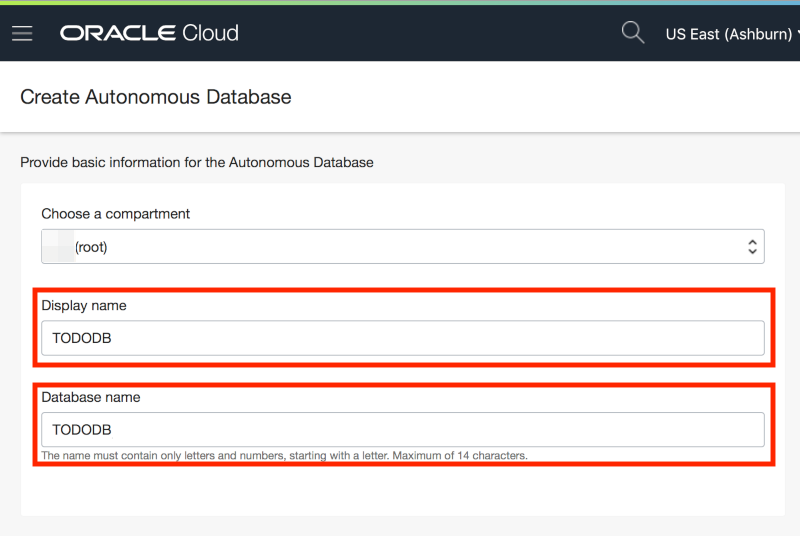 ORACLE Cloud
US East (Ashburn)
Create Autonomous Database
Provide basic information for the Autonomous Database
Choose a compartment
(root)
Display name
TODODB
Database name
TODODB
The name must contain only letters and numbers, starting with a letter. Maximum of 14 characters.